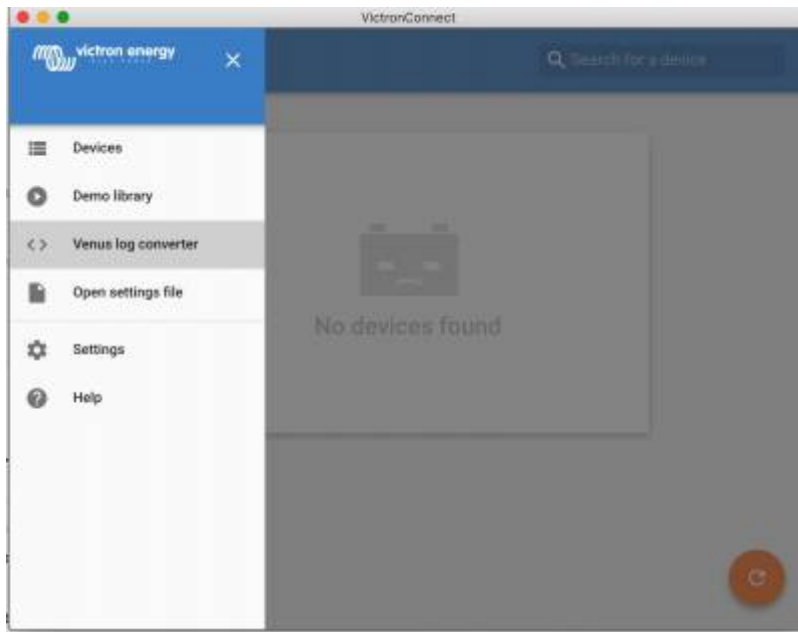 VictronConnect
victron energy
Search for a device
Devices
Demo library
Venus log converter
Open settings file
No devices found
Settings
Help